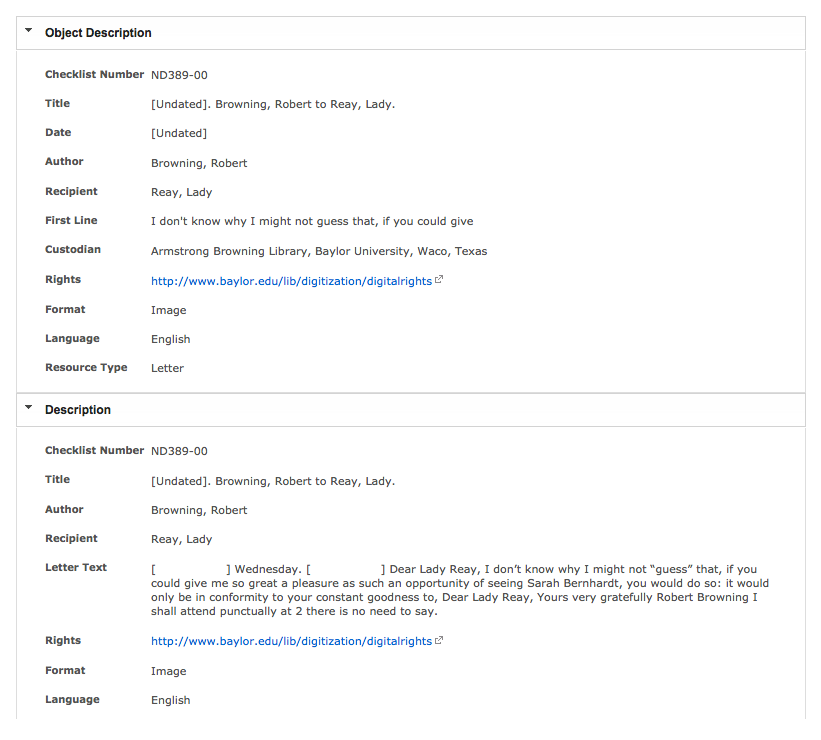 Object Description
Checklist Number ND389-00
Title [Undated]. Browning, Robert to Reay, Lady.
Date [Undated]
Author Browning, Robert
Recipient Reay, Lady
First Line I don't know why I might not guess that, if you could give
Custodian Armstrong Browning Library, Baylor University, Waco, Texas
Rights http://www.baylor.edu/lib/digitization/digitalrights
Format Image
Language English
Resource Type Letter
Description
Checklist Number ND389-00
Title [Undated]. Browning, Robert to Reay, Lady.
Author Browning, Robert
Recipient Reay, Lady
Letter Text [ ] Wednesday. [ ] Dear Lady Reay, I don’t know why I might not “guess” that, if you
could give me so great a pleasure as such an opportunity of seeing Sarah Bernhardt, you would do so: it would
only be in conformity to your constant goodness to, Dear Lady Reay, Yours very gratefully Robert Browning I
shall attend punctually at 2 there is no need to say.
Rights http://www.baylor.edu/lib/digitization/digitalrights
Format Image
Language English